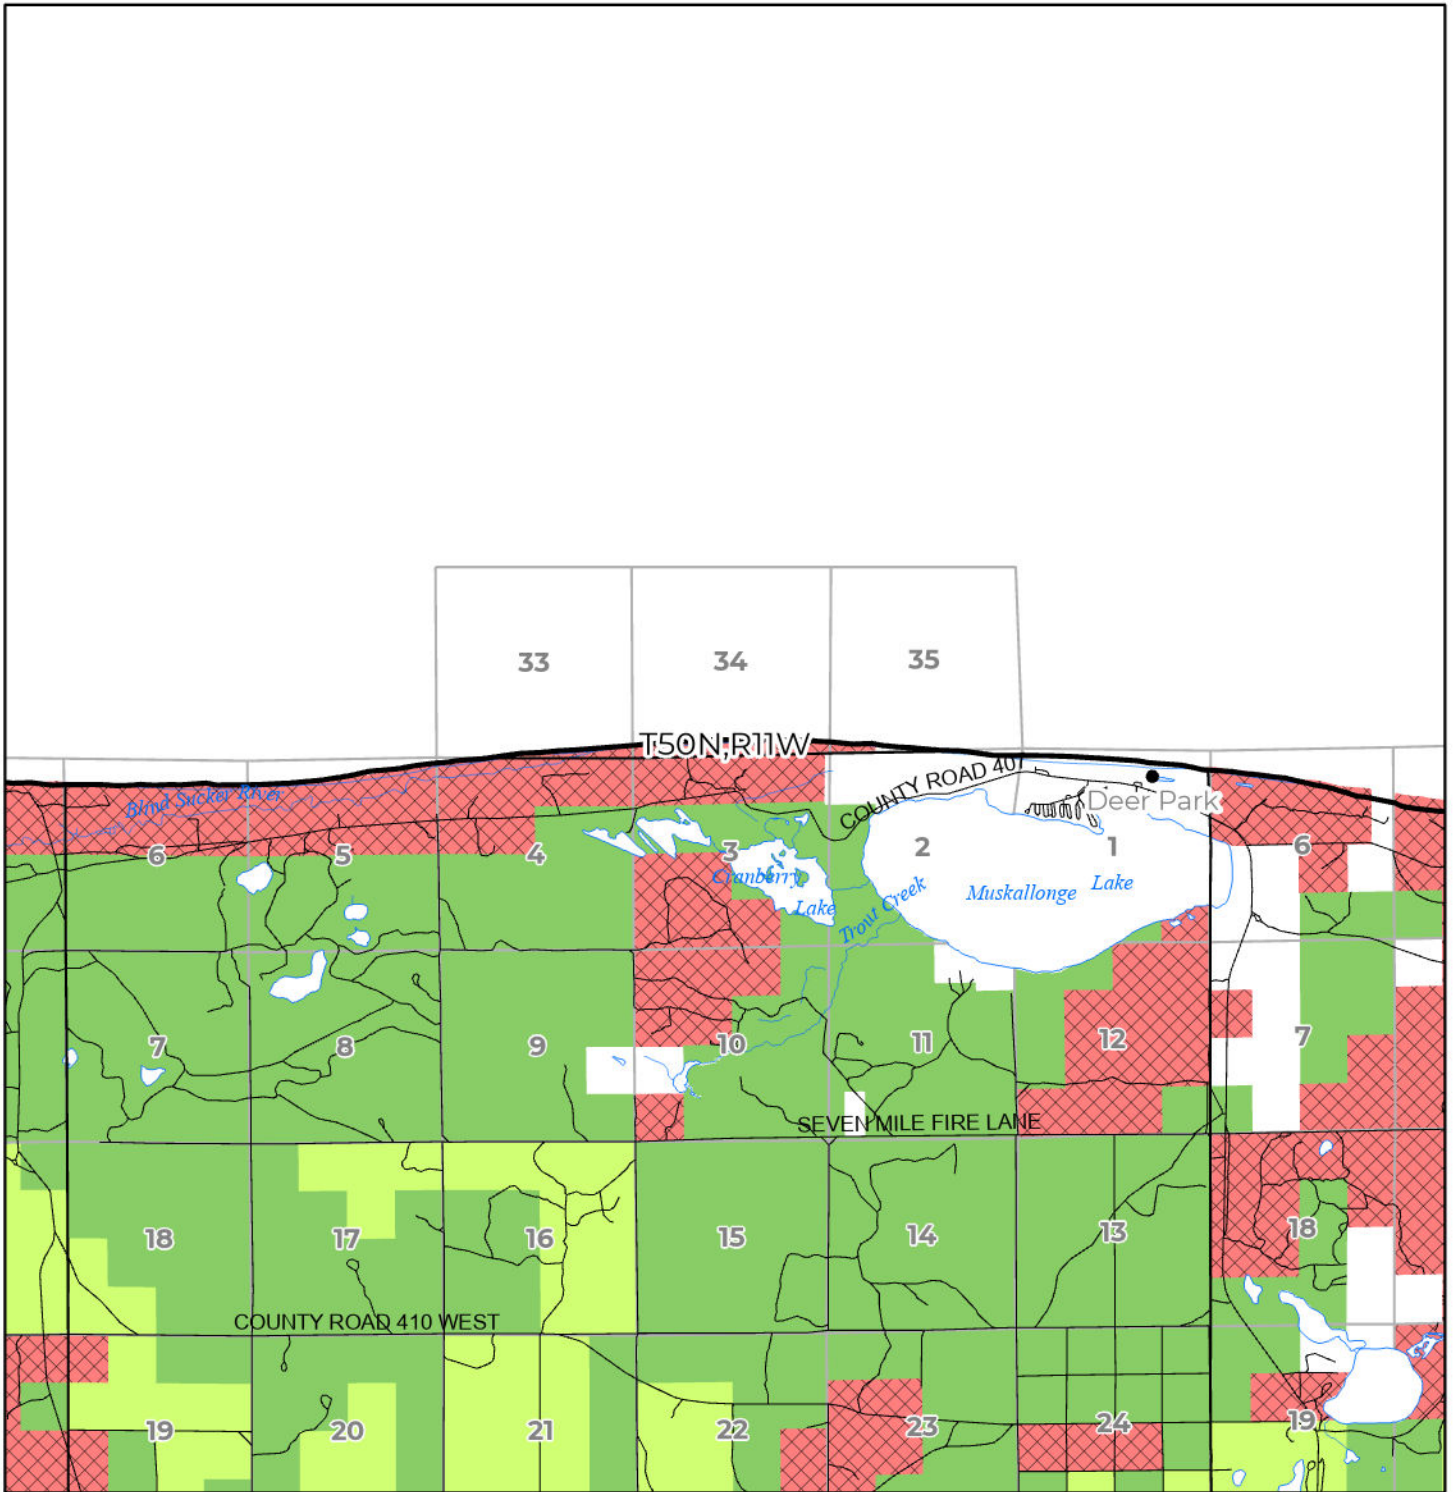 33
34
35
T50N,R11W
COUNTY ROAD 407
Blind Sucker River
Deer Park
6
5
4
3
2
1
6
Cranberry
Lake
Trout Creek
Muskallonge
Lake
7
8
9
10
11
12
7
SEVEN MILE FIRE LANE
18
17
16
15
14
13
18
COUNTY ROAD 410 WEST
19
20
21
22
23
24
19